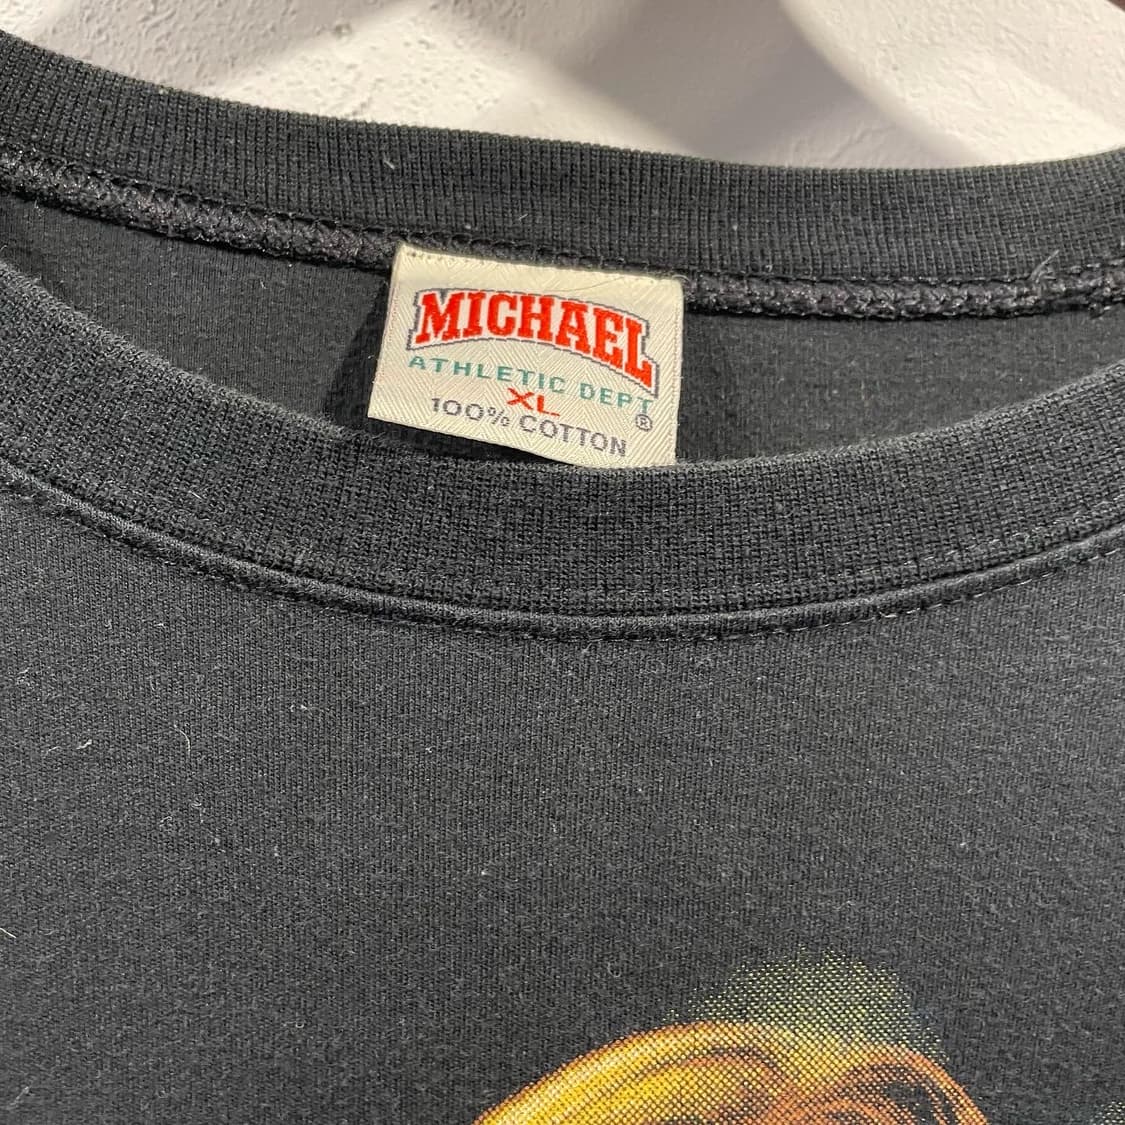 MICHAEL
ATHLETIC DEPT
XL ®
100% COTTON